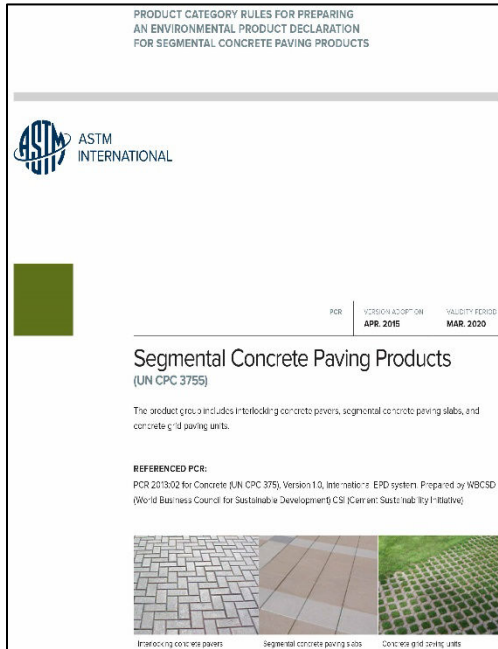 PRODUCT CATEGORY RULES FOR PREPARING
AN ENVIRONMENTAL PRODUCT DECLARATION
FOR SEGMENTAL CONCRETE PAVING PRODUCTS
ASTM
ASTM
INTERNATIONAL
PCR
VERSION ADOPTION
VALIDITY PERIOD
APR. 2015
MAR. 2020
Segmental Concrete Paving Products
(UN CPC 3755)
The product group includes interlocking concrete pavers, segmental concrete paving slabs, and
concrete grid paving units.
REFERENCED PCR:
PCR 2013:02 for Concrete (UN CPC 375), Version 1.0, International EPD system. Prepared by WBCSD
(World Business Council for Sustainable Development) CSI (Cement Sustainability Initiative)
Interlocking concrete pavers
Segmental concrete paving slabs
Concrete grid paving units